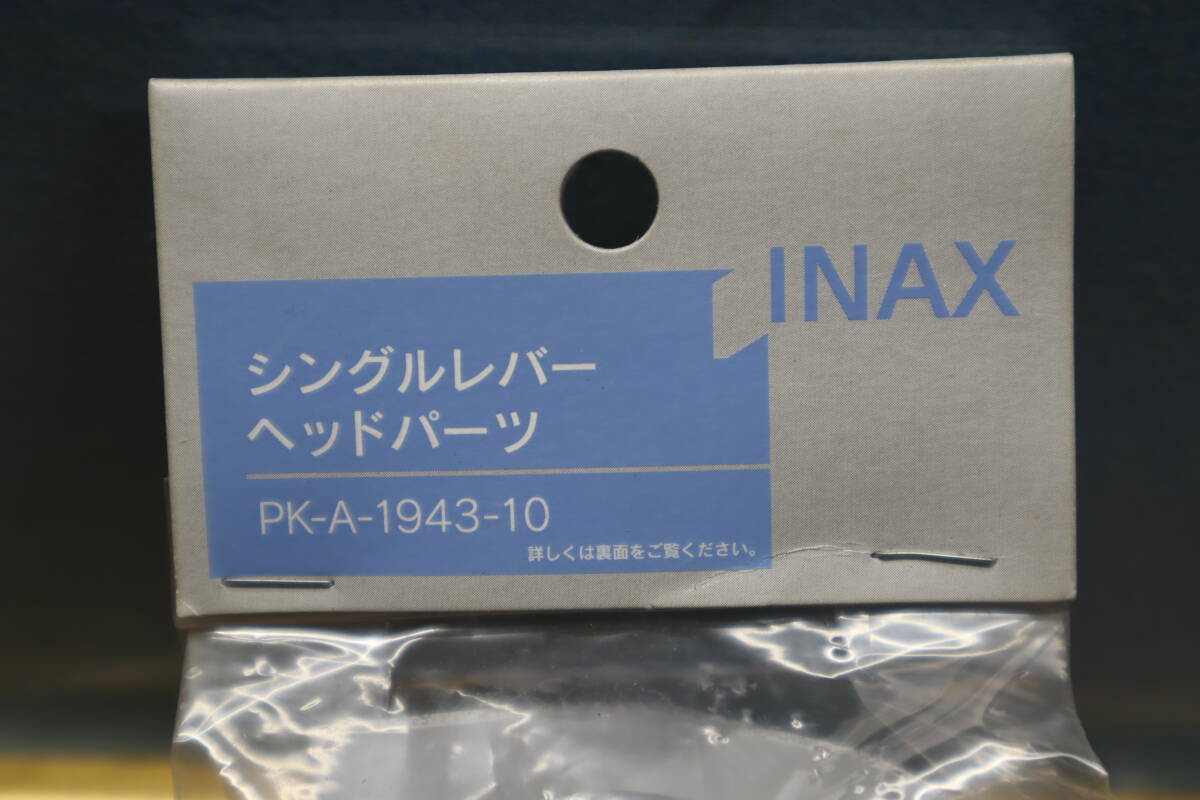 INAX
シングルレバー
ヘッドパーツ
PK-A-1943-10
詳しくは裏面をご覧ください。